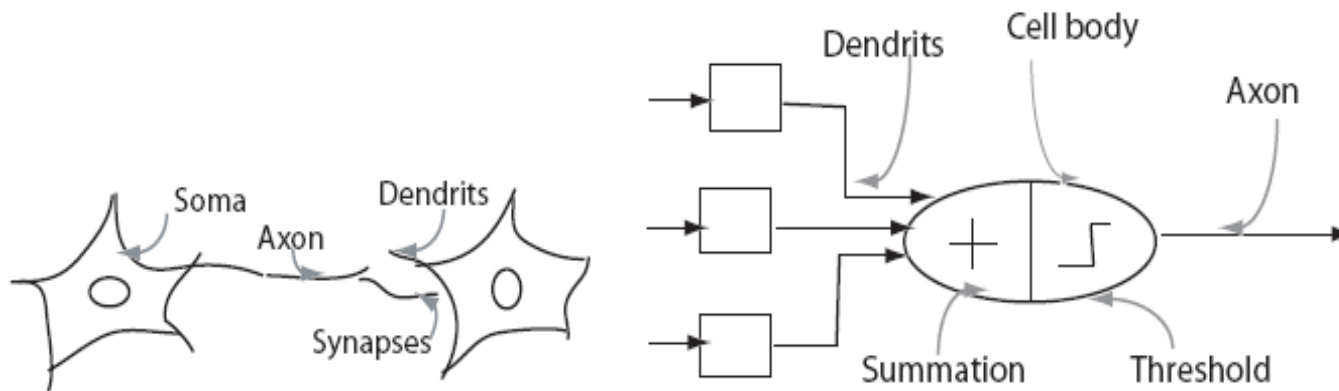 Soma
Axon
Dendrits
Synapses
Dendrits
Cell body
Axon
Summation
Threshold